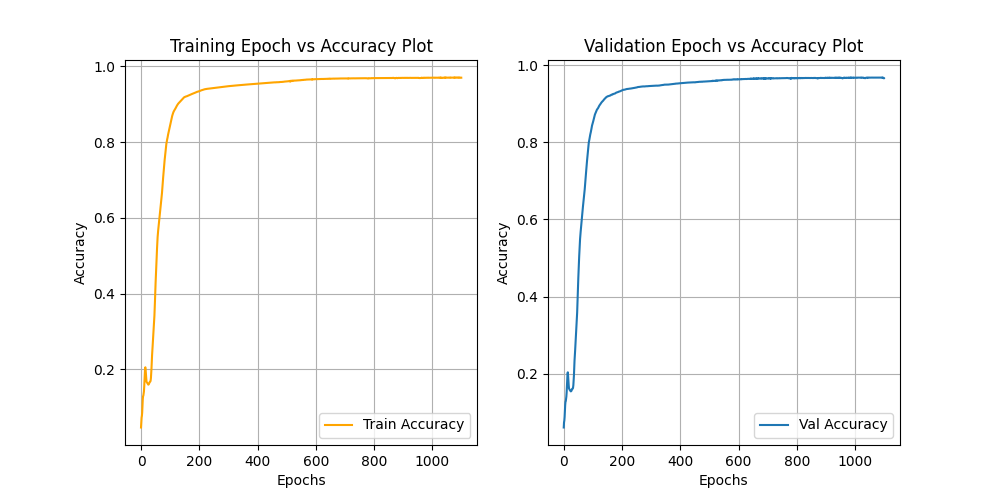 Training Epoch vs Accuracy Plot
1.0
0.8
0.6
0.4
0.2
Accuracy
0 200 400 600 800 1000
Epochs
Train Accuracy
Validation Epoch vs Accuracy Plot
1.0
0.8
0.6
0.4
0.2
Accuracy
0 200 400 600 800 1000
Epochs
Val Accuracy